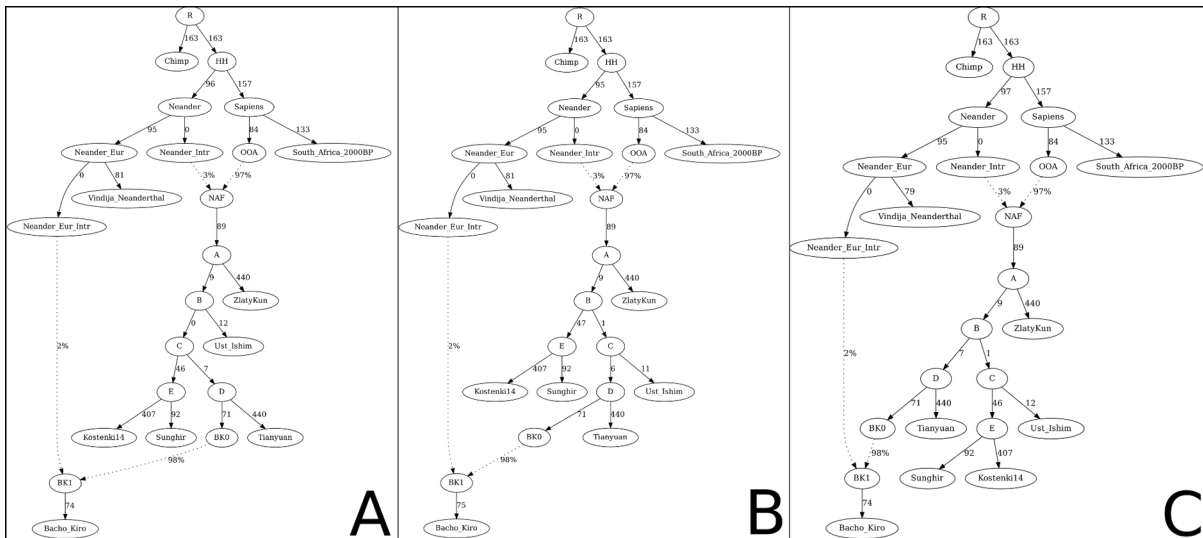 R
163 163
Chimp HH
96 157
Neander Sapiens
95 0 84 133
Neander_Eur Neander_Intr OOA South_Africa_2000BP
0 81 3% 97%
Vindija_Neanderthal NAF
Neander_Eur_Intr 89
A
9 440
B ZlatyKun
0 12
C Ust_Ishim
2%
46 7
E D
407 92 71 440
Kostenki14 Sunghir BK0 Tianyuan
98%
BK1
74
Bacho_Kiro
A
R
163 163
Chimp HH
95 157
Neander Sapiens
95 0 84 133
Neander_Eur Neander_Intr OOA South_Africa_2000BP
0 81 3% 97%
Vindija_Neanderthal NAF
Neander_Eur_Intr 89
A
9 440
B ZlatyKun
47 1
2% E C
407 92 6 11
Kostenki14 Sunghir D Ust_Ishim
71 440
BK0 Tianyuan
98%
BK1
75
Bacho_Kiro
B
R
163 163
Chimp HH
97 157
Neander Sapiens
95 0 84 133
Neander_Eur Neander_Intr OOA South_Africa_2000BP
0 79 3% 97%
Vindija_Neanderthal NAF
Neander_Eur_Intr 89
A
9 440
B ZlatyKun
7 1
2%
D C
71 440 46 12
BK0 Tianyuan E Ust_Ishim
98% 92 407
BK1 Sunghir Kostenki14
74
Bacho_Kiro
C